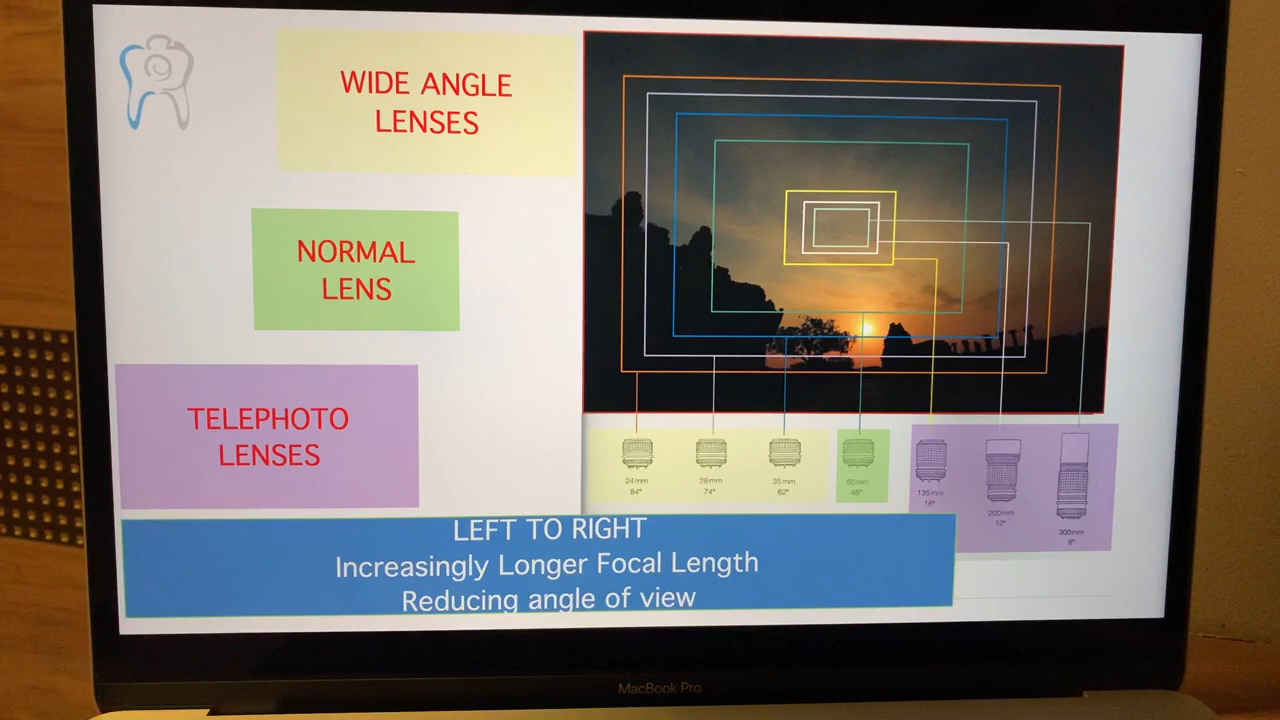 WIDE ANGLE
LENSES
NORMAL
LENS
TELEPHOTO
LENSES
24mm
84°
28mm
74°
35mm
62°
50mm
46°
135mm
18°
200mm
12°
300mm
8°
LEFT TO RIGHT
Increasingly Longer Focal Length
Reducing angle of view
MacBook Pro